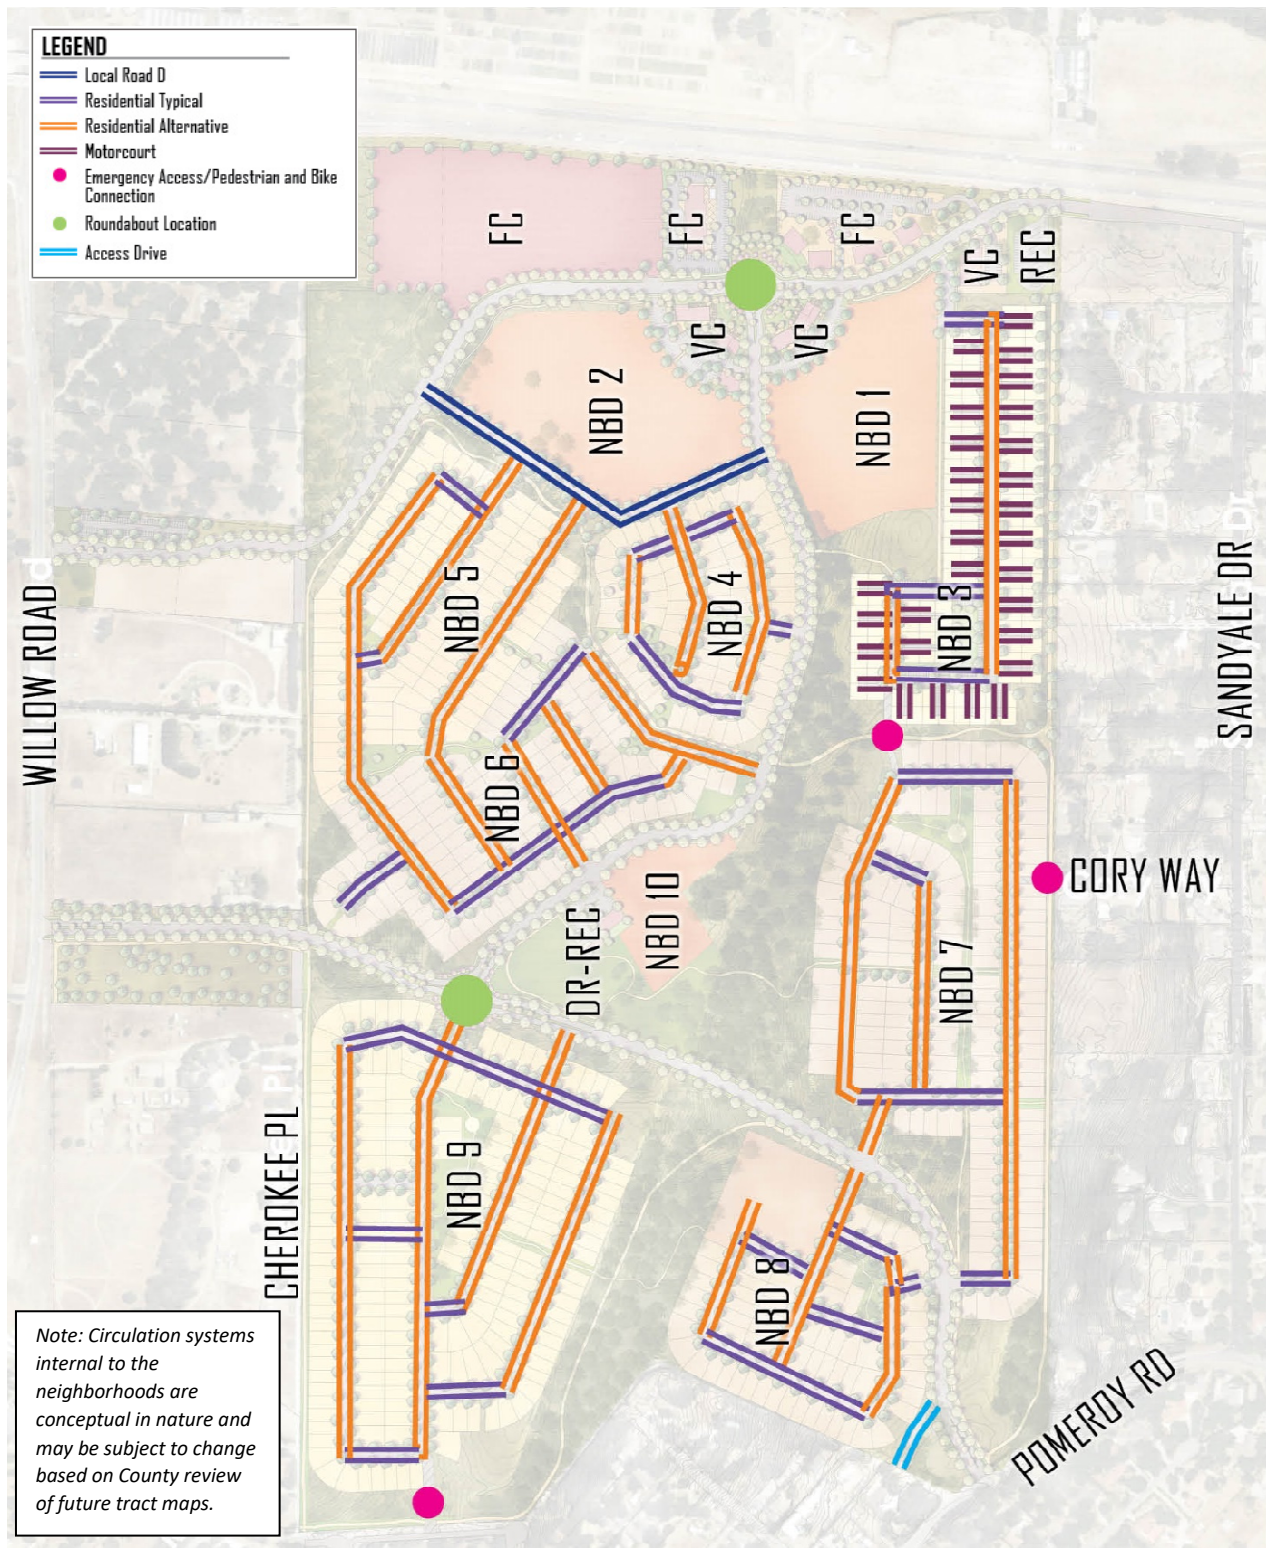 LEGEND
Local Road D
Residential Typical
Residential Alternative
Motorcourt
Emergency Access/Pedestrian and Bike
Connection
Roundabout Location
Access Drive
FC
FC
FC
VC
REC
VC
VC
NBD 2
NBD 1
NBD 5
NBD 4
NBD 3
WILLOW ROAD
SANDYALE DR
Dr
NBD 6
CORY WAY
NBD 10
DR-REC
NBD 7
CHEROKEE PL
Pl
NBD 9
NBD 8
POMEROY RD
Note: Circulation systems
internal to the
neighborhoods are
conceptual in nature and
may be subject to change
based on County review
of future tract maps.